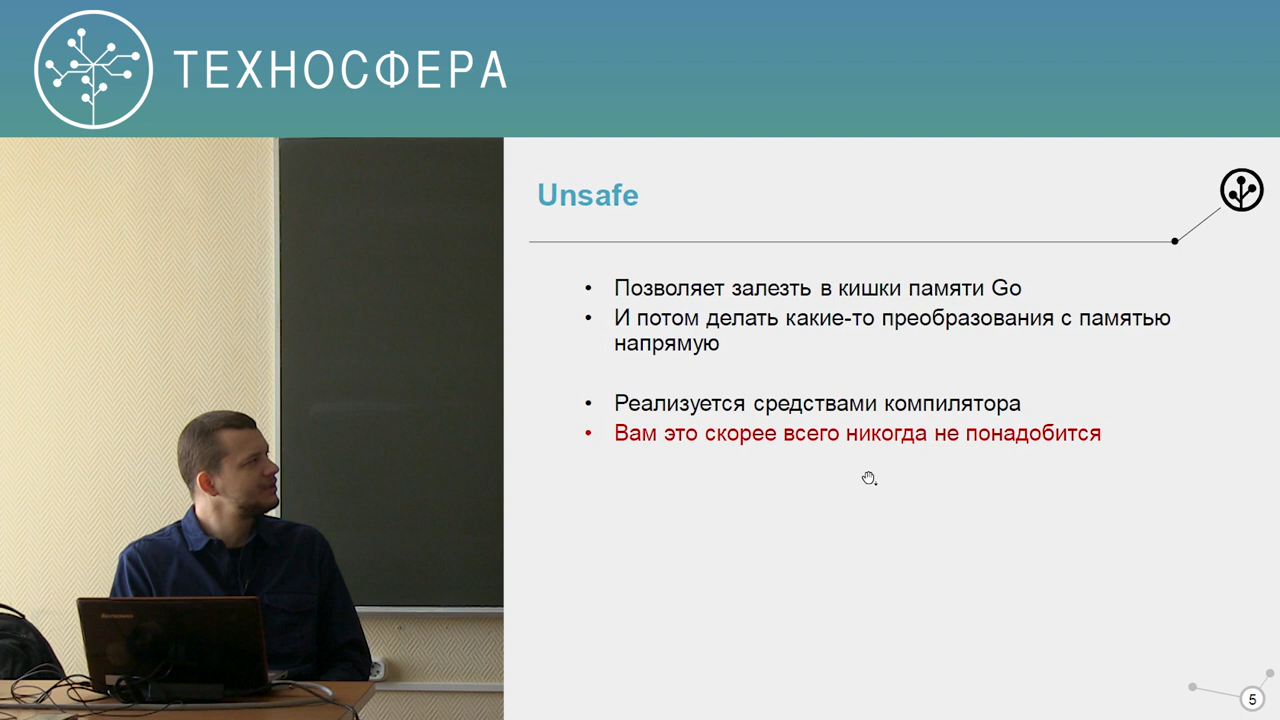 ТЕХНОСФЕРА
Unsafe
• Позволяет залезть в кишки памяти Go
• И потом делать какие-то преобразования с памятью
напрямую
• Реализуется средствами компилятора
• Вам это скорее всего никогда не понадобится
5